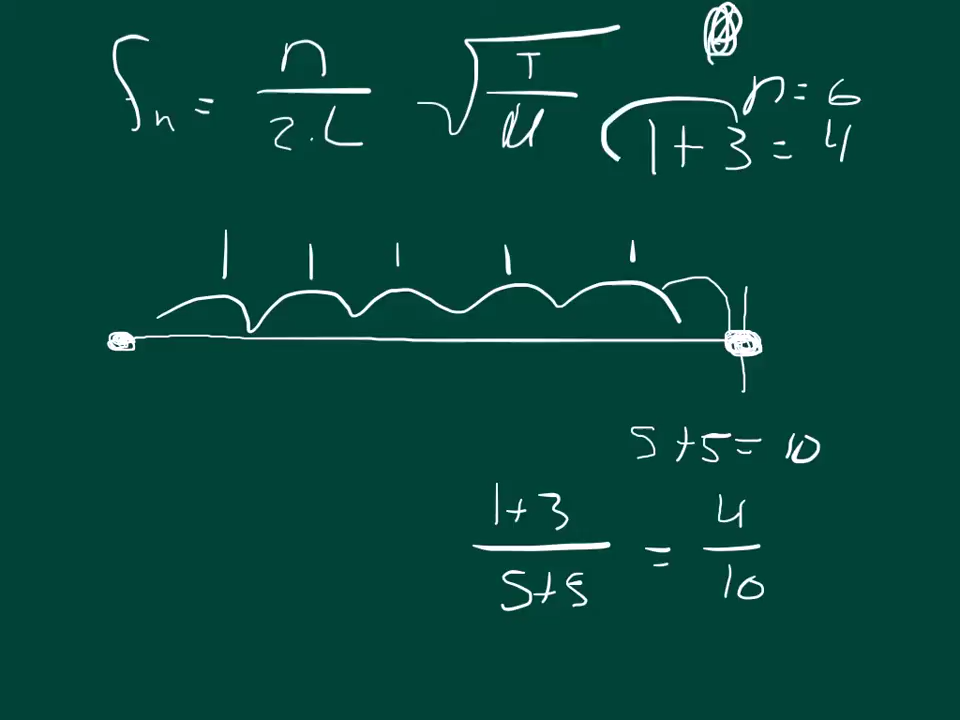 fn = n / 2.L √ T / μ
n = 6
1 + 3 = 4
| | | | |
5 + 5 = 10
1 + 3 / 5 + 5 = 4 / 10